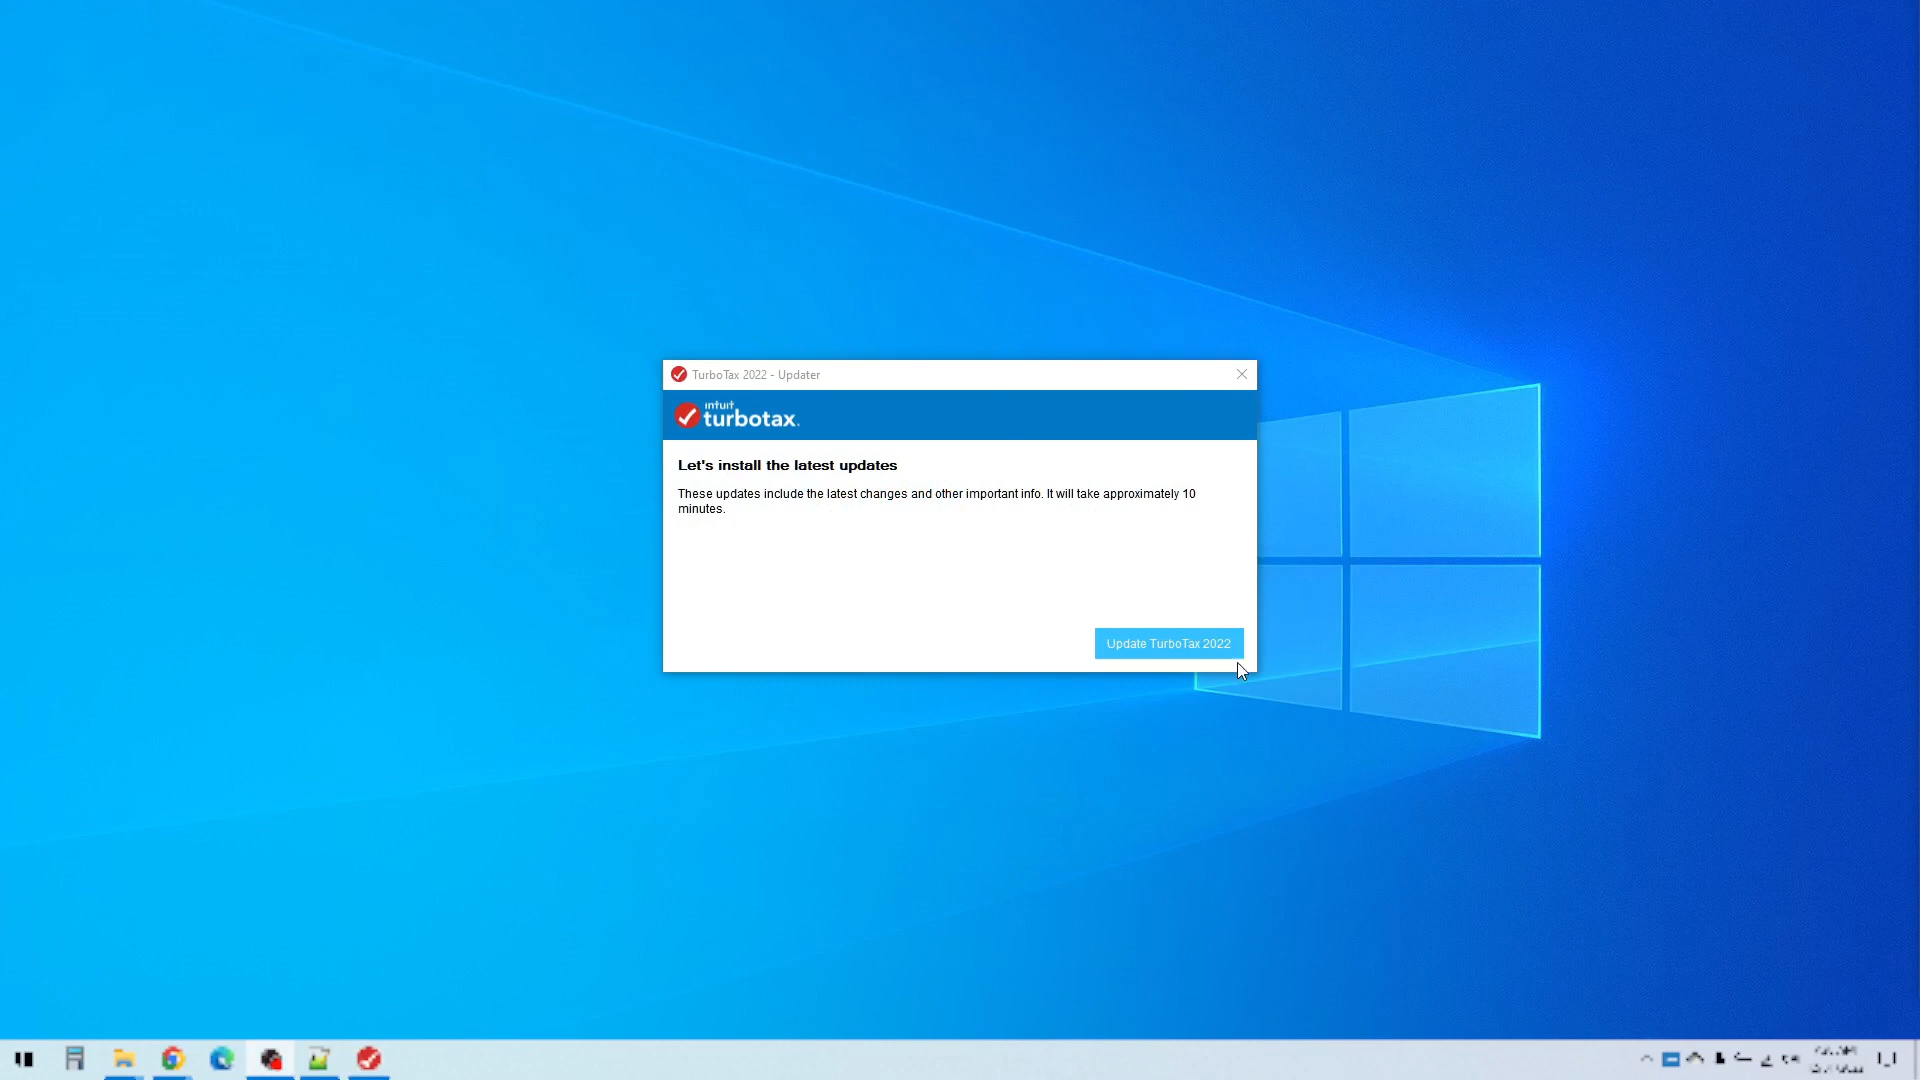 TurboTax 2022 - Updater
intuit
turbotax.
Let's install the latest updates
These updates include the latest changes and other important info. It will take approximately 10
minutes.
Update TurboTax 2022